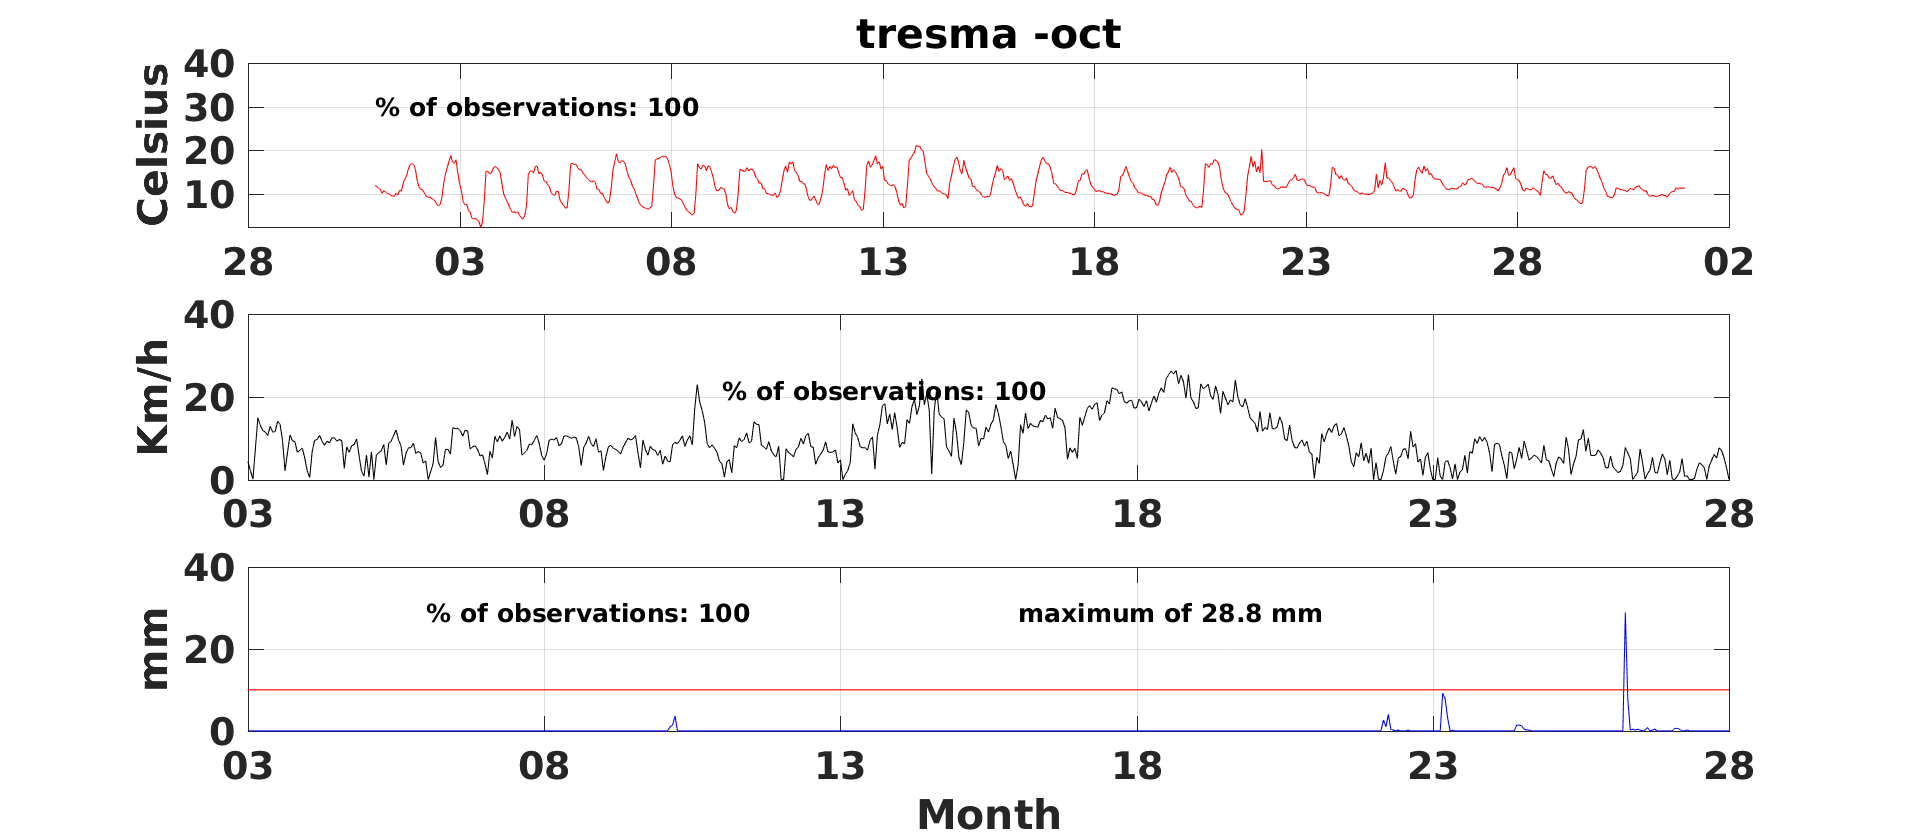 tresma -oct
Celsius
40
30
20
10
% of observations: 100
28 03 08 13 18 23 28 02
Km/h
40
20
0
% of observations: 100
03 08 13 18 23 28
mm
40
20
0
% of observations: 100 maximum of 28.8 mm
03 08 13 18 23 28
Month